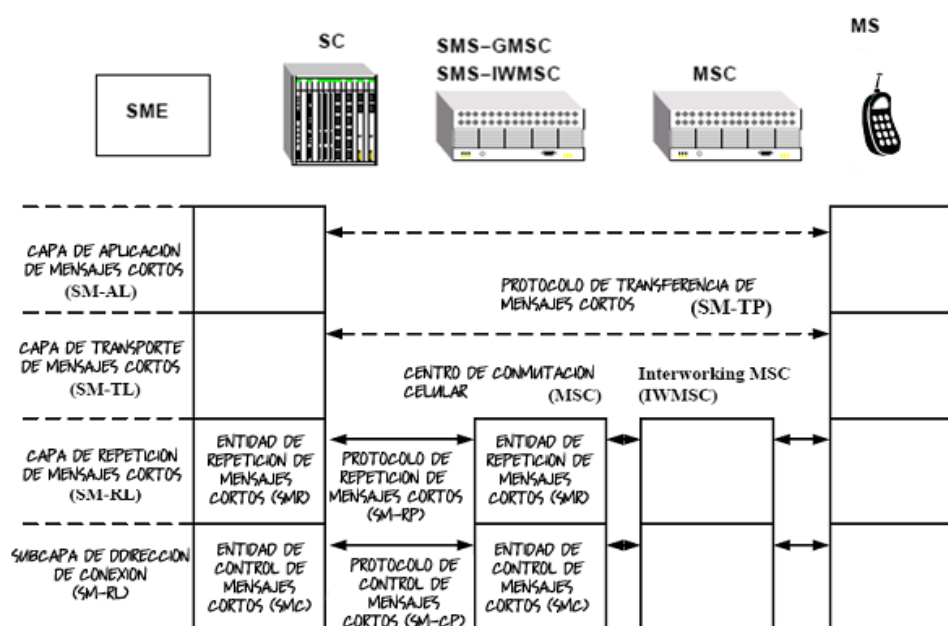 MS
SC
SMS-GMSC
SMS-IWMSC
MSC
SME
CAPA DE APLICACION
DE MENSAJES CORTOS
(SM-AL)
PROTOCOLO DE TRANSFERENCIA DE
MENSAJES CORTOS (SM-TP)
CAPA DE TRANSPORTE
DE MENSAJES CORTOS
(SM-TL)
CENTRO DE CONMUTACION
CELULAR (MSC)
Interworking MSC
(IWMSC)
CAPA DE REPETICION
DE MENSAJES CORTOS
(SM-RL)
ENTIDAD DE
REPETICION DE
MENSAJES
CORTOS (SMR)
PROTOCOLO DE
REPETICION DE
MENSAJES CORTOS
(SM-RP)
ENTIDAD DE
REPETICION DE
MENSAJES
CORTOS (SMR)
SUBCAPA DE DDIRECCION
DE CONEXION
(SM-RL)
ENTIDAD DE
CONTROL DE
MENSAJES
CORTOS (SMC)
PROTOCOLO DE
CONTROL DE
MENSAJES
CORTOS (SM-CP)
ENTIDAD DE
CONTROL DE
MENSAJES
CORTOS (SMC)